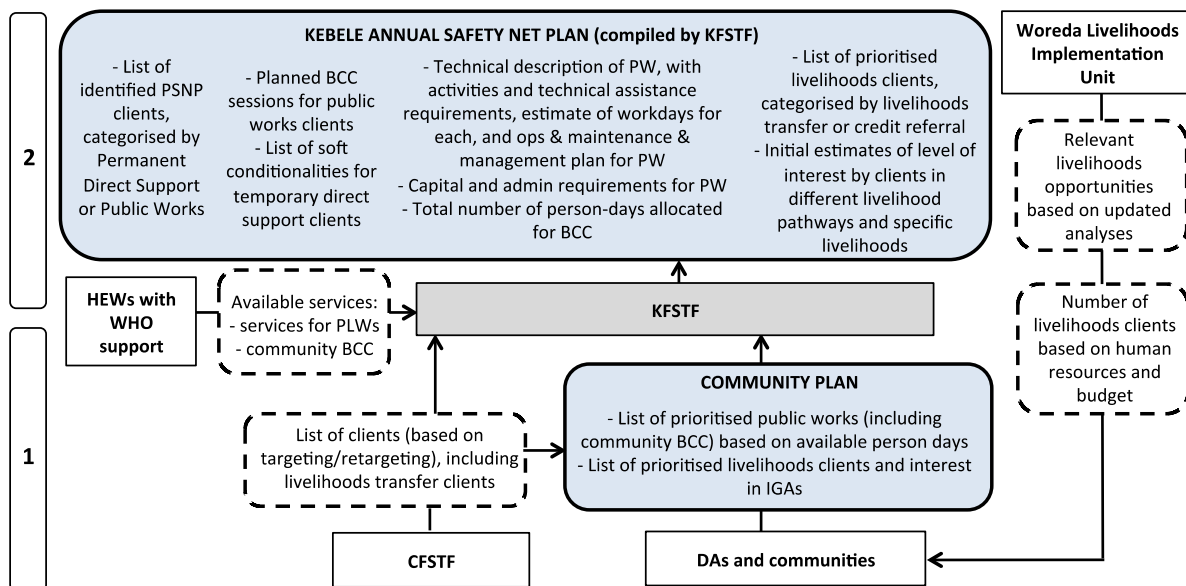 2
1
KEBELE ANNUAL SAFETY NET PLAN (compiled by KFSTF)
- List of
identified PSNP
clients,
categorised by
Permanent
Direct Support
or Public Works
- Planned BCC
sessions for public
works clients
- List of soft
conditionalities for
temporary direct
support clients
- Technical description of PW, with
activities and technical assistance
requirements, estimate of workdays for
each, and ops & maintenance &
management plan for PW
- Capital and admin requirements for PW
- Total number of person-days allocated
for BCC
- List of prioritised
livelihoods clients,
categorised by livelihoods
transfer or credit referral
- Initial estimates of level of
interest by clients in
different livelihood
pathways and specific
livelihoods
Woreda Livelihoods
Implementation
Unit
Relevant
livelihoods
opportunities
based on updated
analyses
Number of
livelihoods clients
based on human
resources and
budget
HEWs with
WHO
support
Available services:
- services for PLWs
- community BCC
KFSTF
COMMUNITY PLAN
- List of prioritised public works (including
community BCC) based on available person days
- List of prioritised livelihoods clients and interest
in IGAs
List of clients (based on
targeting/retargeting), including
livelihoods transfer clients
CFSTF
DAs and communities